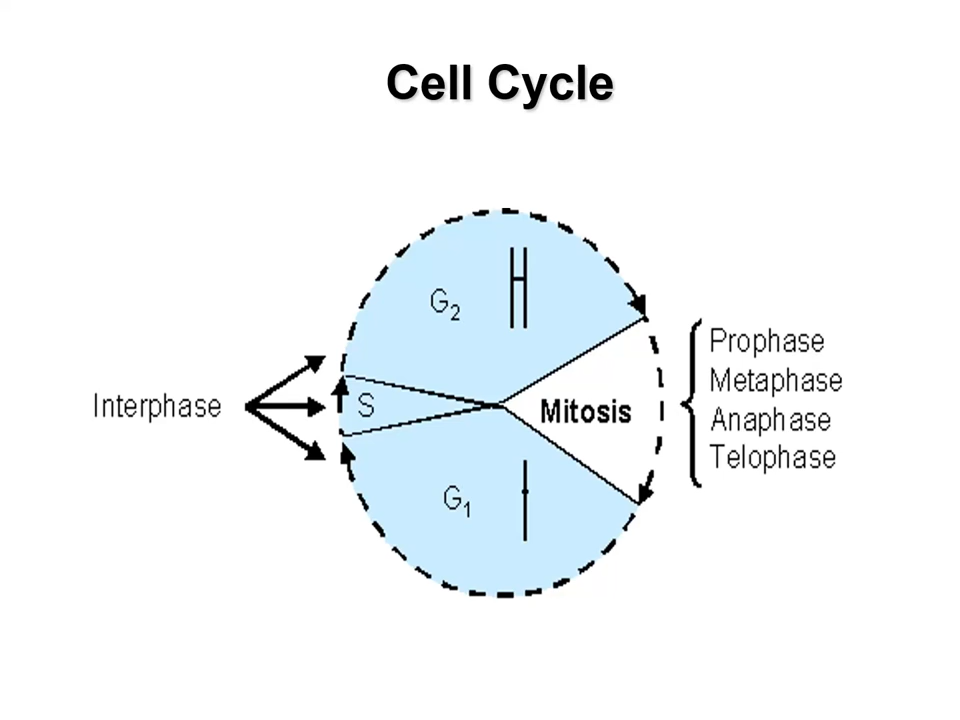 Cell Cycle
G₂
Interphase
S
Mitosis
G₁
Prophase
Metaphase
Anaphase
Telophase